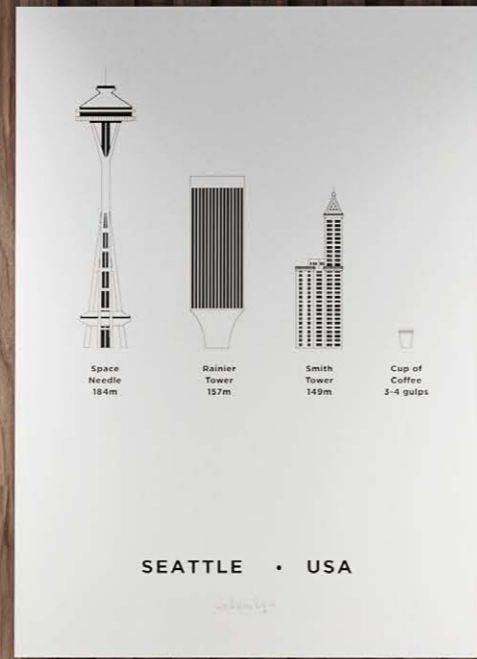 Space
Needle
184m
Rainier
Tower
157m
Smith
Tower
149m
Cup of
Coffee
3-4 gulps
SEATTLE • USA